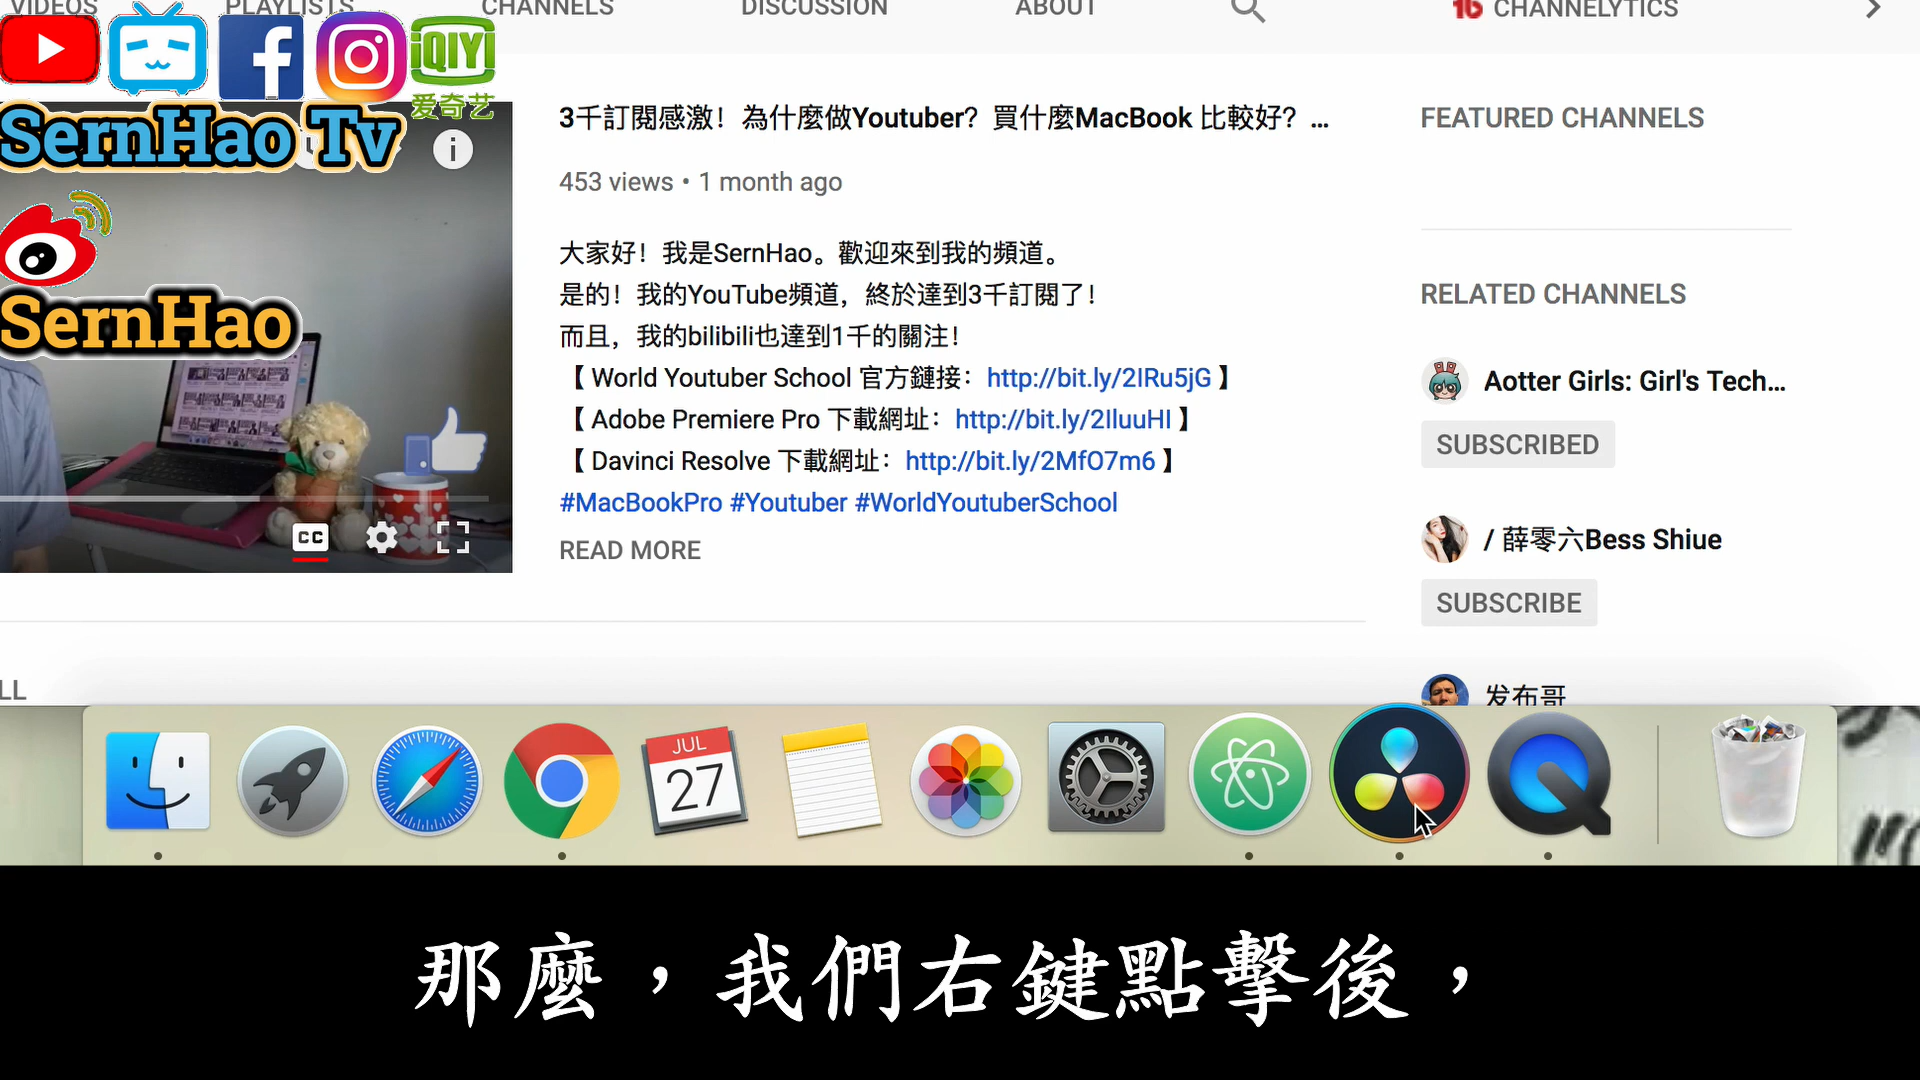 VIDEOS PLAYLISTS CHANNELS DISCUSSION ABOUT CHANNELYTICS
iQIYI
爱奇艺
SernHao Tv
SernHao
CC
3千訂閱感激！為什麼做Youtuber？買什麼MacBook 比較好？...
453 views • 1 month ago
大家好！我是SernHao。歡迎來到我的頻道。
是的！我的YouTube頻道，終於達到3千訂閱了！
而且，我的bilibili也達到1千的關注！
【 World Youtuber School 官方鏈接：http://bit.ly/2IRu5jG 】
【 Adobe Premiere Pro 下載網址：http://bit.ly/2IluuHI 】
【 Davinci Resolve 下載網址：http://bit.ly/2MfO7m6 】
#MacBookPro #Youtuber #WorldYoutuberSchool
READ MORE
FEATURED CHANNELS
RELATED CHANNELS
Aotter Girls: Girl's Tech...
SUBSCRIBED
/ 薛零六Bess Shiue
SUBSCRIBE
发布哥
LL
JUL
27
那麼，我們右鍵點擊後，